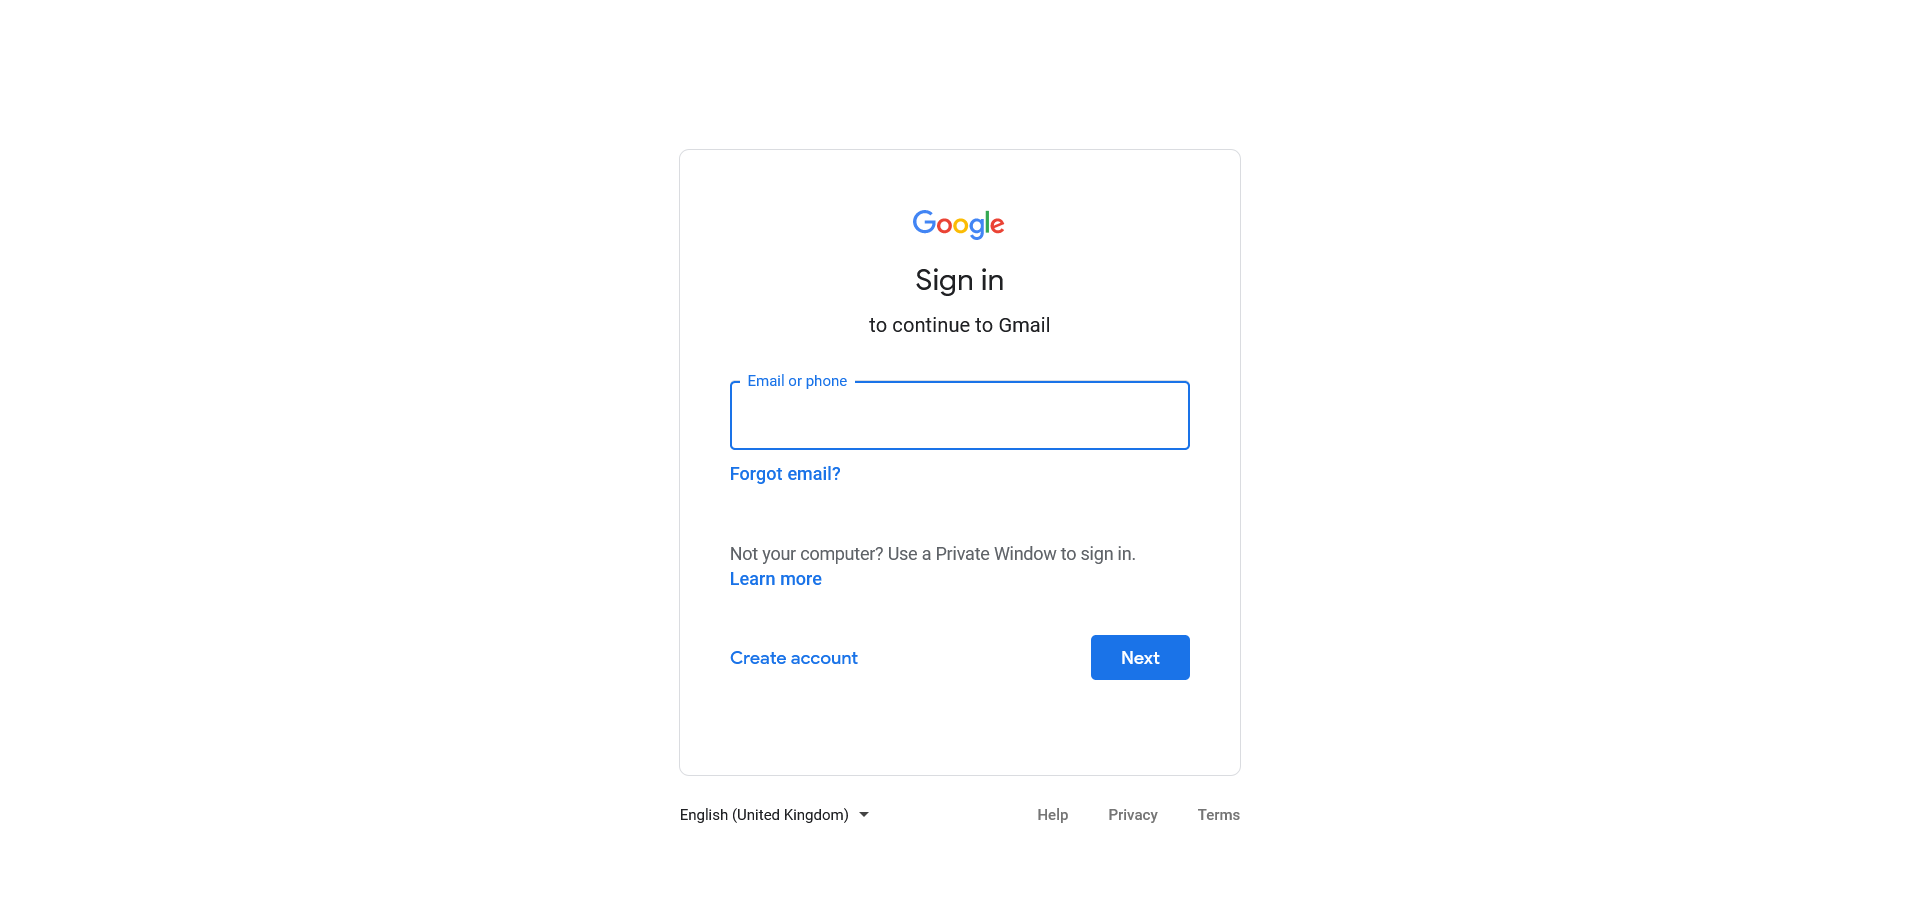 Google
Sign in
to continue to Gmail
Email or phone
Forgot email?
Not your computer? Use a Private Window to sign in.
Learn more
Create account
Next
English (United Kingdom)
Help
Privacy
Terms